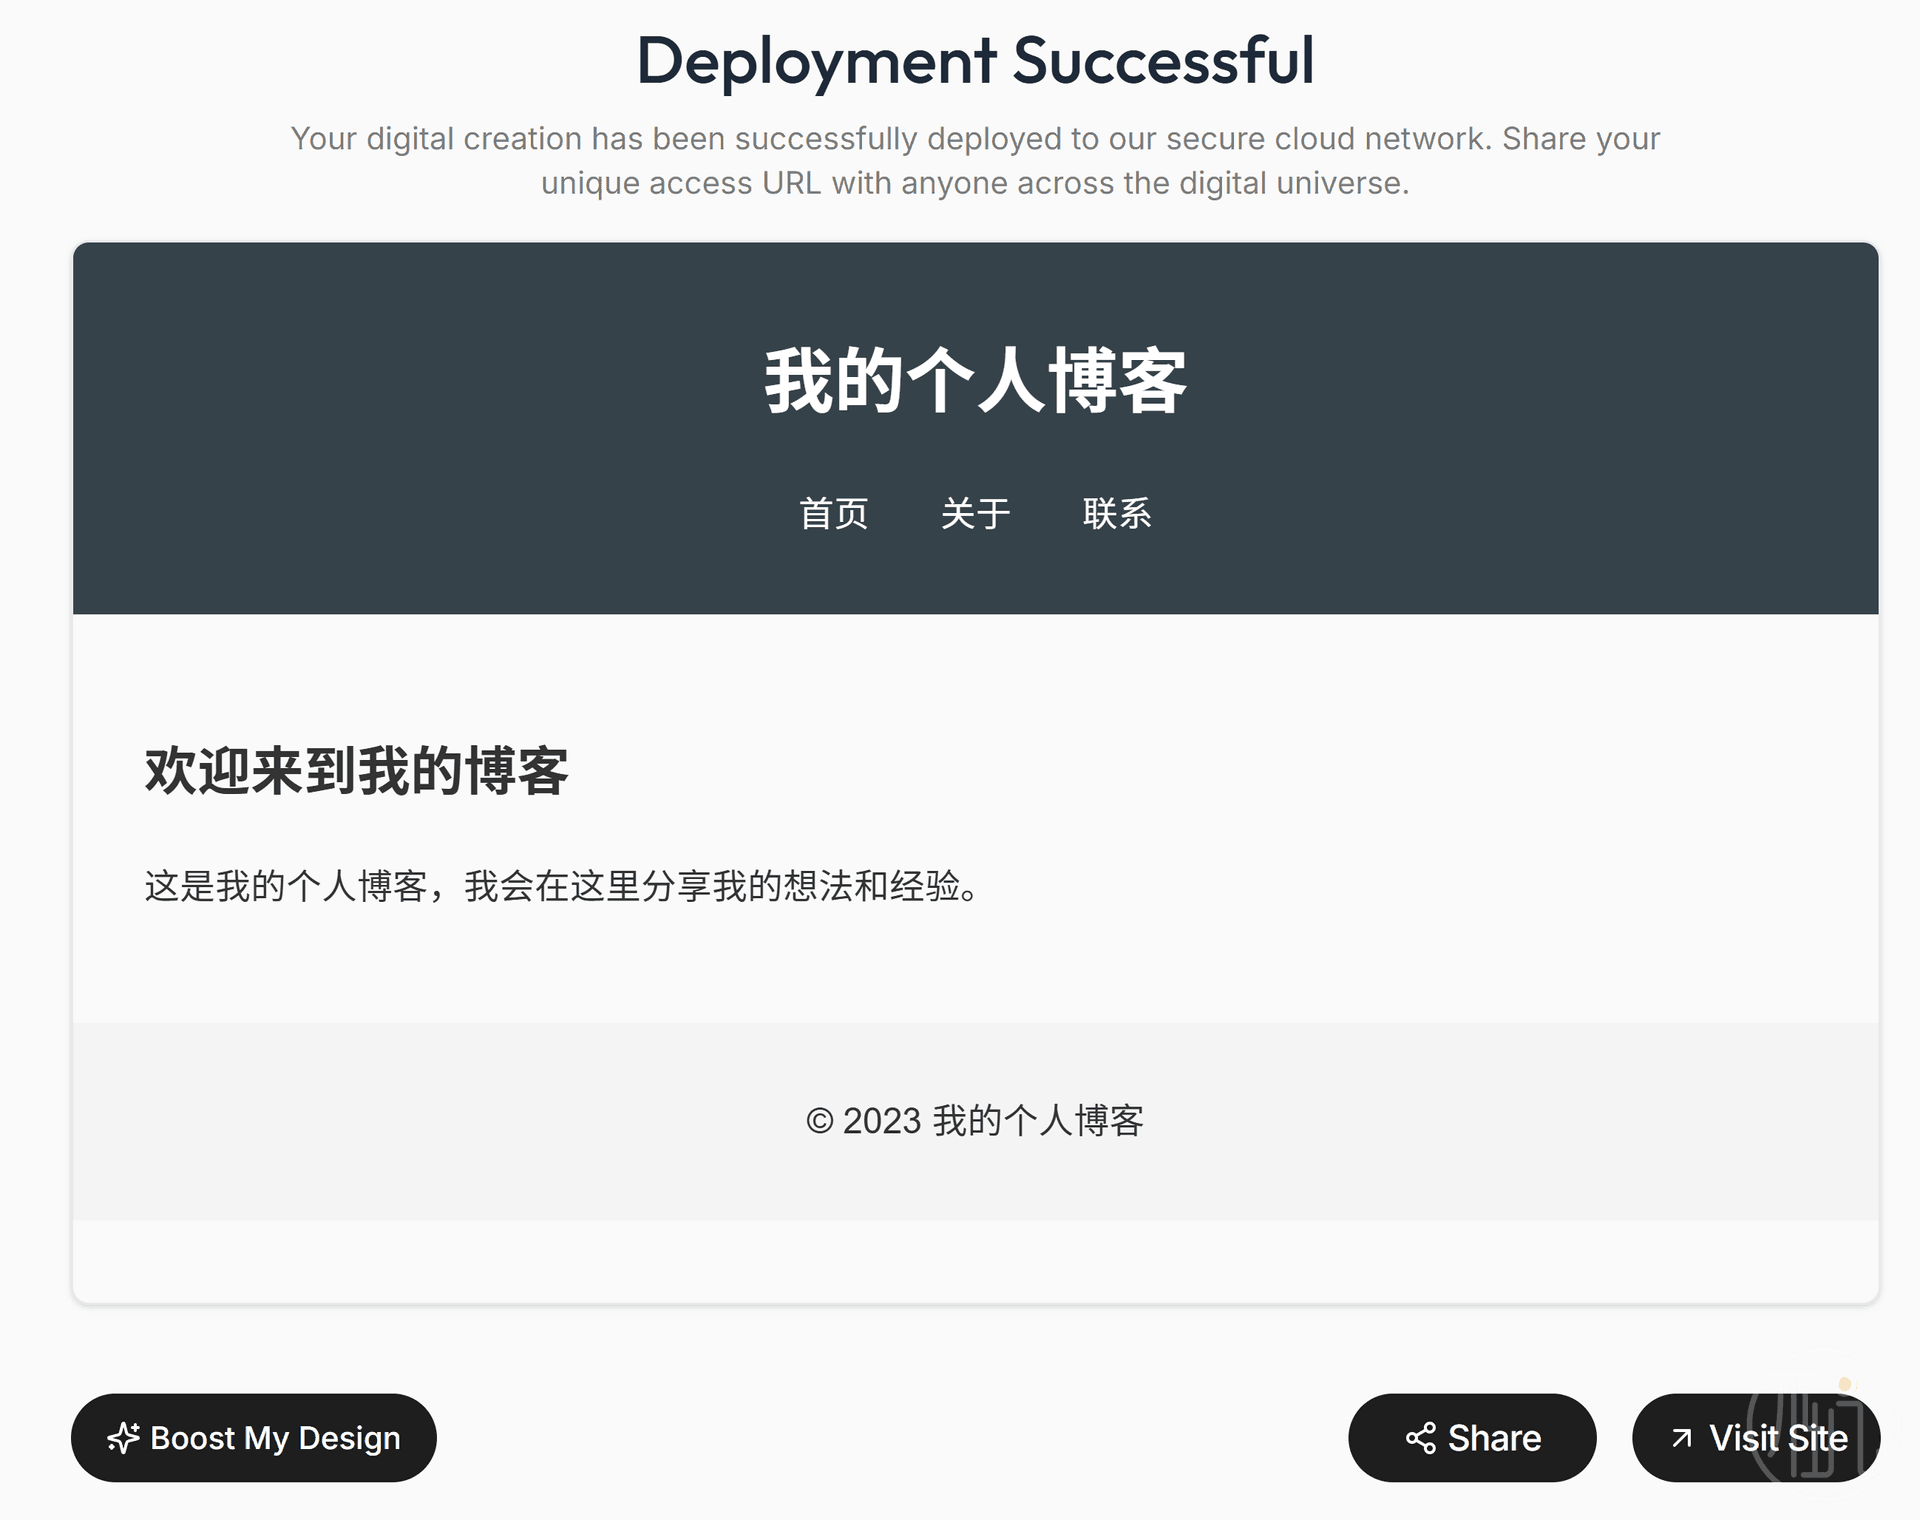 Deployment Successful
Your digital creation has been successfully deployed to our secure cloud network. Share your
unique access URL with anyone across the digital universe.
我的个人博客
首页 关于 联系
欢迎来到我的博客
这是我的个人博客，我会在这里分享我的想法和经验。
© 2023 我的个人博客
Boost My Design Share Visit Site